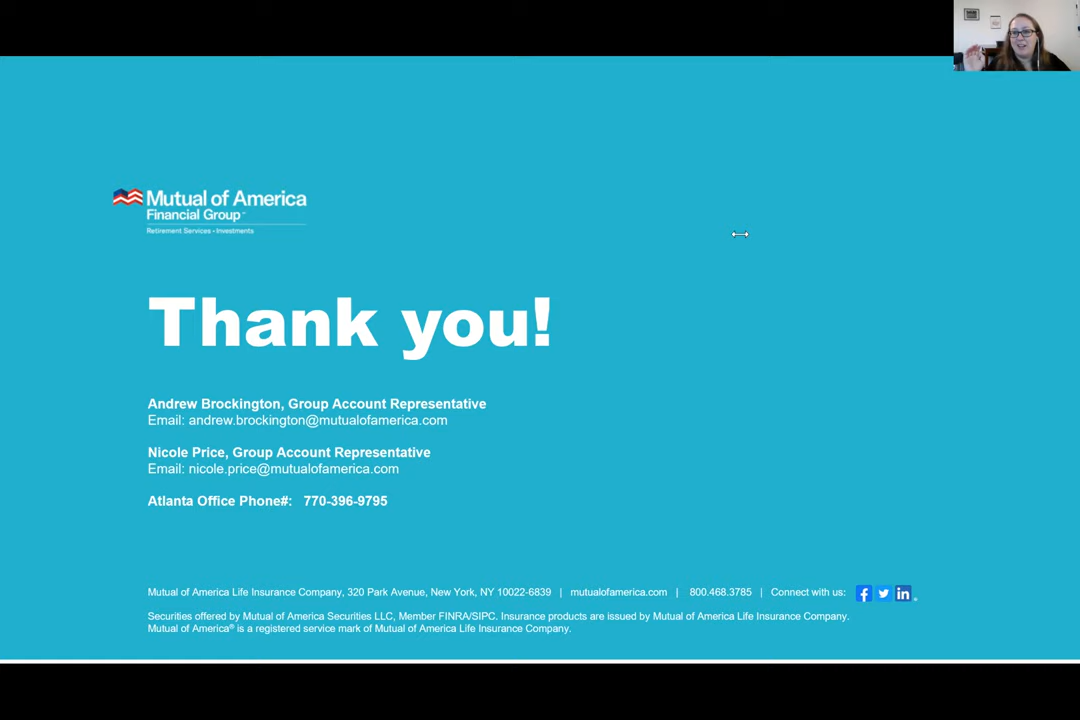 Mutual of America
Financial Group
Retirement Services • Investments
Thank you!
Andrew Brockington, Group Account Representative
Email: andrew.brockington@mutualofamerica.com
Nicole Price, Group Account Representative
Email: nicole.price@mutualofamerica.com
Atlanta Office Phone#: 770-396-9795
Mutual of America Life Insurance Company, 320 Park Avenue, New York, NY 10022-6839 | mutualofamerica.com | 800.468.3785 | Connect with us:
Securities offered by Mutual of America Securities LLC, Member FINRA/SIPC. Insurance products are issued by Mutual of America Life Insurance Company.
Mutual of America® is a registered service mark of Mutual of America Life Insurance Company.